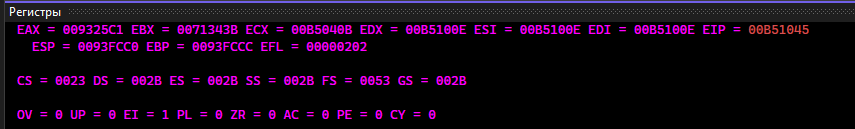 Регистры
EAX = 009325C1 EBX = 0071343B ECX = 00B5040B EDX = 00B5100E ESI = 00B5100E EDI = 00B5100E EIP = 00B51045
ESP = 0093FCC0 EBP = 0093FCCC EFL = 00000202
CS = 0023 DS = 002B ES = 002B SS = 002B FS = 0053 GS = 002B
OV = 0 UP = 0 EI = 1 PL = 0 ZR = 0 AC = 0 PE = 0 CY = 0